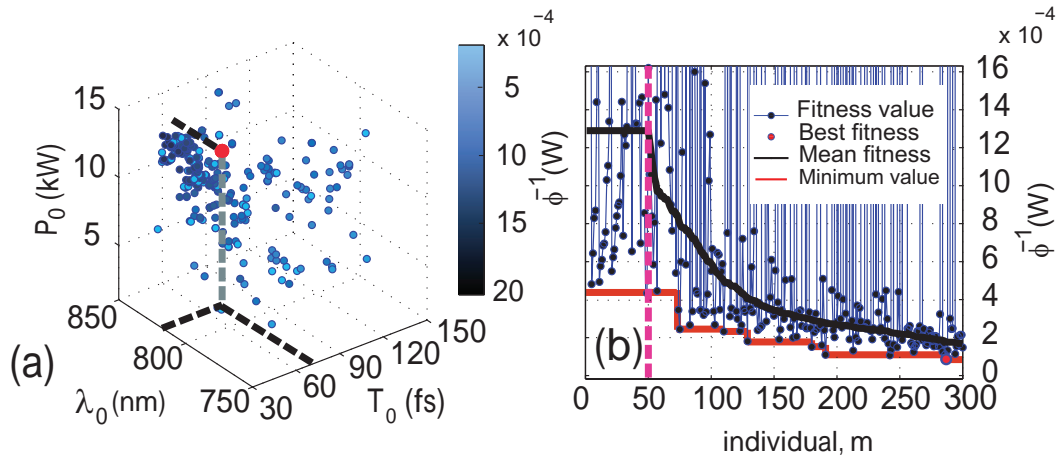 (a)
P₀ (kW)
15
10
5
850
800
750
λ₀(nm)
30
60
90
120
150
T₀ (fs)
x 10⁻⁴
5
10
15
20
(b)
x 10⁻⁴
ϕ̄⁻¹(W)
16
14
12
10
8
6
4
2
0
ϕ̄⁻¹(W)
Fitness value
Best fitness
Mean fitness
Minimum value
0 50 100 150 200 250 300
individual, m